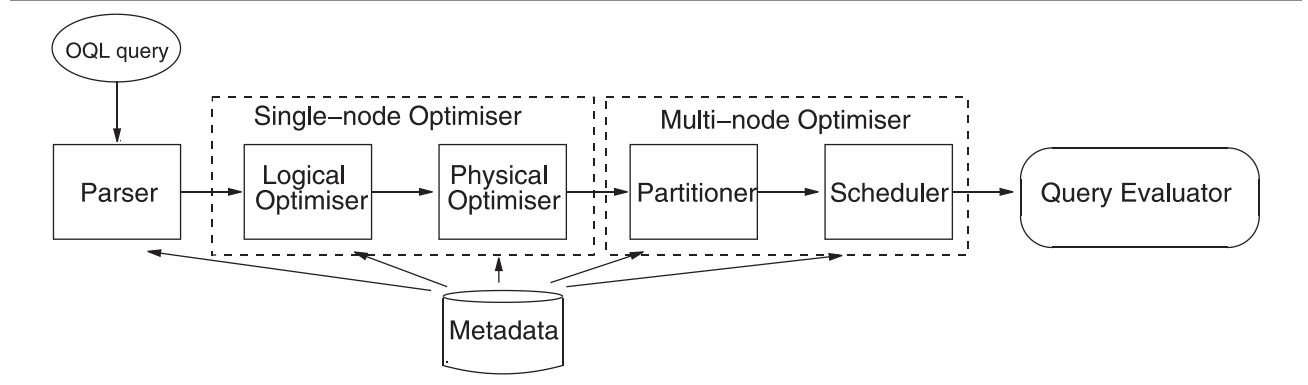 OQL query
Single–node Optimiser
Multi–node Optimiser
Parser
Logical
Optimiser
Physical
Optimiser
Partitioner
Scheduler
Query Evaluator
Metadata